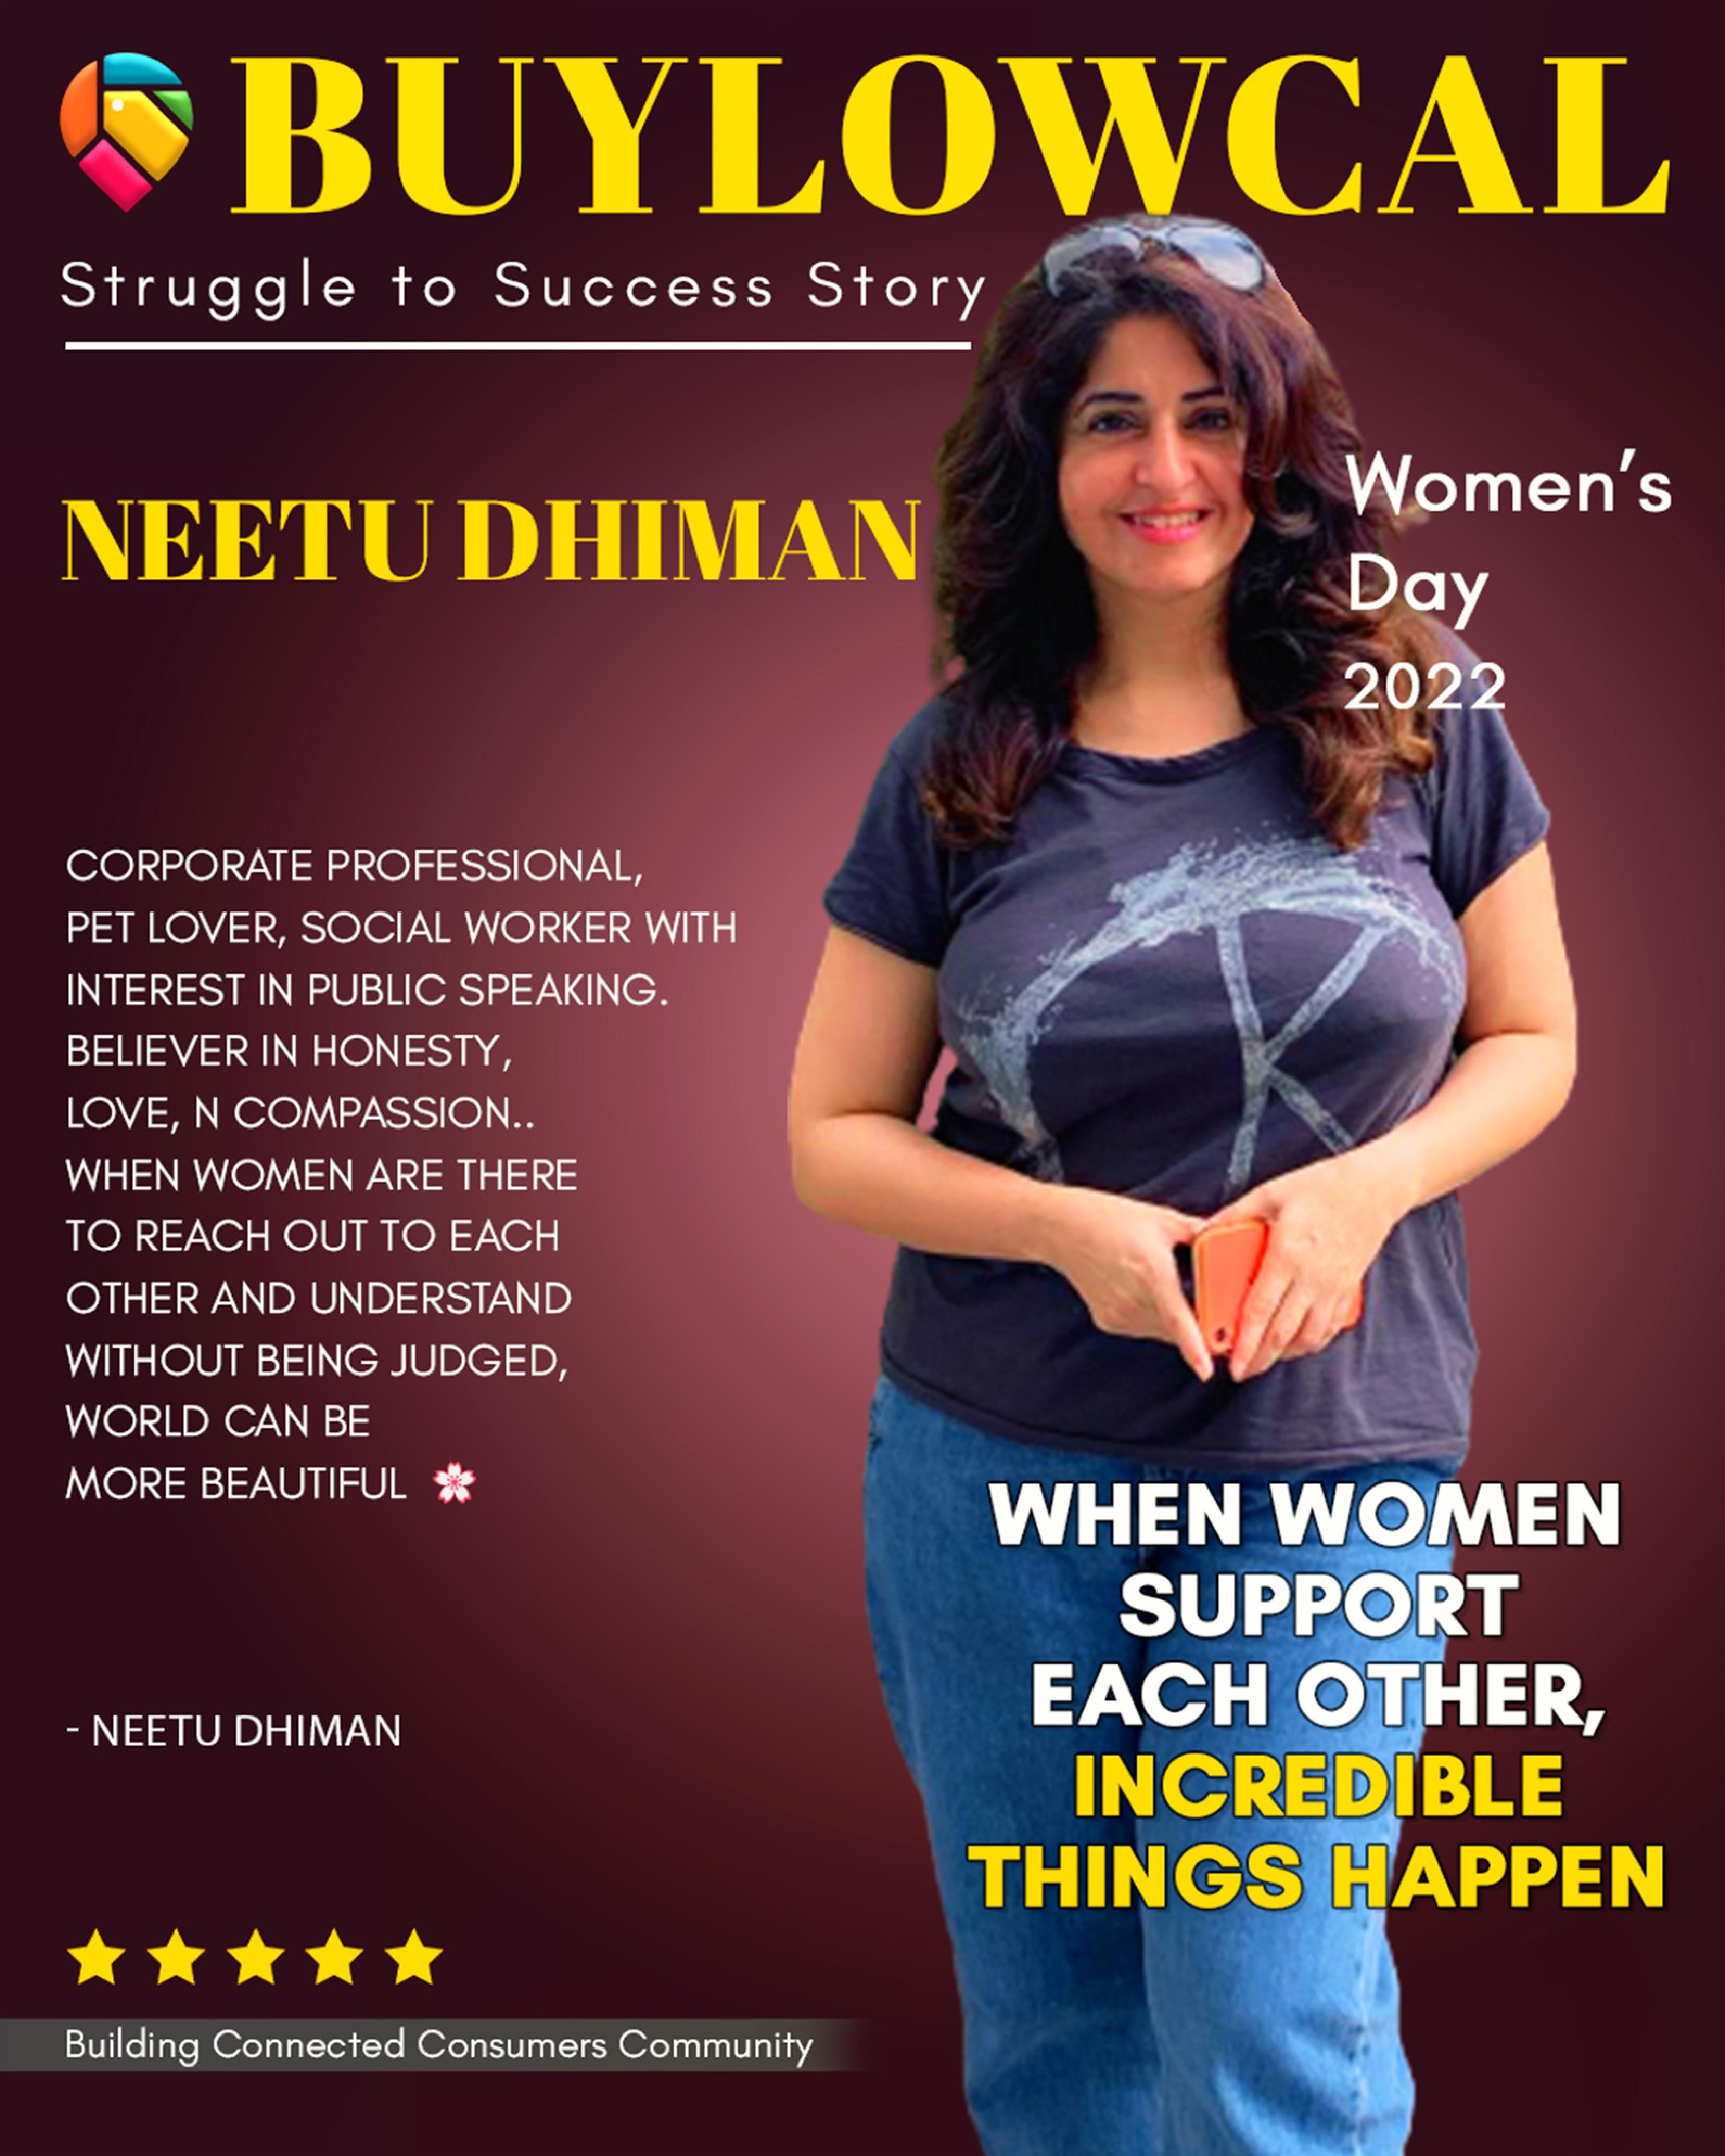 BUYLOWCAL
Struggle to Success Story
NEETU DHIMAN
Women's
Day
2022
CORPORATE PROFESSIONAL,
PET LOVER, SOCIAL WORKER WITH
INTEREST IN PUBLIC SPEAKING.
BELIEVER IN HONESTY,
LOVE, N COMPASSION..
WHEN WOMEN ARE THERE
TO REACH OUT TO EACH
OTHER AND UNDERSTAND
WITHOUT BEING JUDGED,
WORLD CAN BE
MORE BEAUTIFUL 🌸
- NEETU DHIMAN
WHEN WOMEN
SUPPORT
EACH OTHER,
INCREDIBLE
THINGS HAPPEN
Building Connected Consumers Community